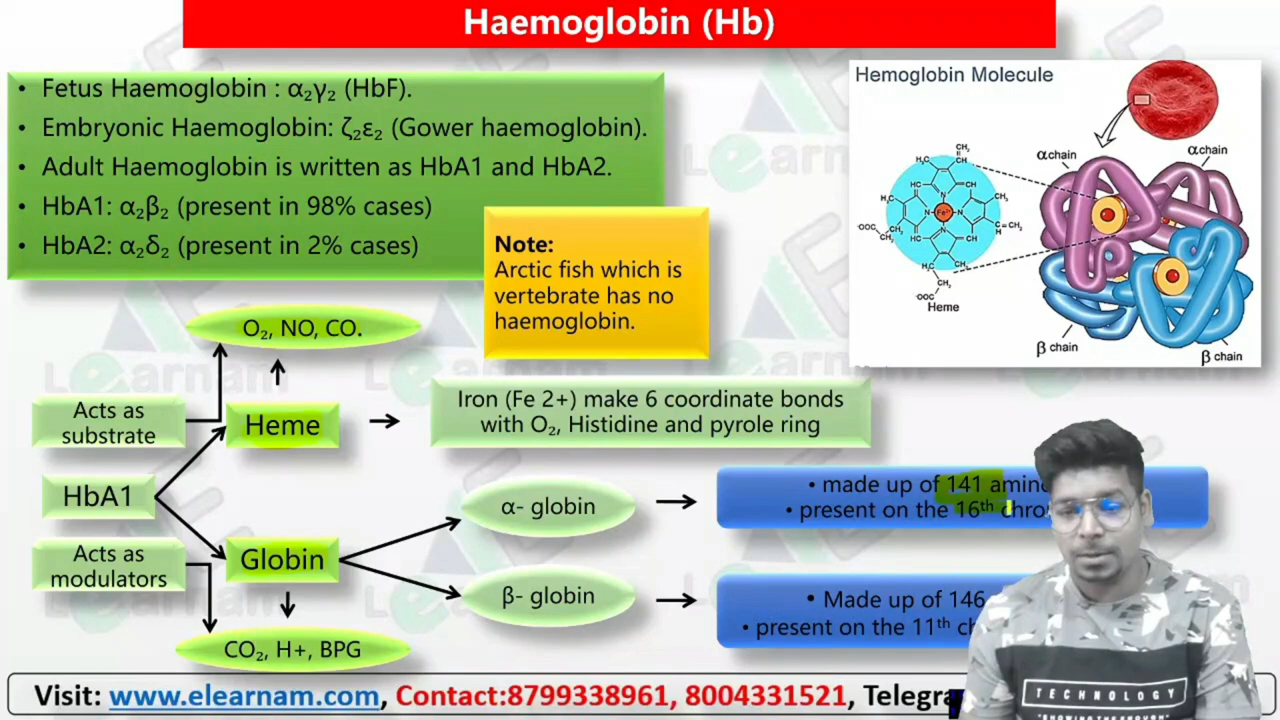 Haemoglobin (Hb)
• Fetus Haemoglobin : α₂γ₂ (HbF).
• Embryonic Haemoglobin: ζ₂ε₂ (Gower haemoglobin).
• Adult Haemoglobin is written as HbA1 and HbA2.
• HbA1: α₂β₂ (present in 98% cases)
• HbA2: α₂δ₂ (present in 2% cases)
Note:
Arctic fish which is
vertebrate has no
haemoglobin.
Hemoglobin Molecule
α chain
α chain
β chain
β chain
Fe²⁺
Heme
O₂, NO, CO.
Acts as
substrate
Heme
Iron (Fe 2+) make 6 coordinate bonds
with O₂, Histidine and pyrole ring
HbA1
Acts as
modulators
Globin
CO₂, H+, BPG
α- globin
• made up of 141
• present on the 16th
β- globin
• Made up of 146
• present on the 11th
Visit: www.elearnam.com, Contact:8799338961, 8004331521,
TECHNOLOGY
Learnam